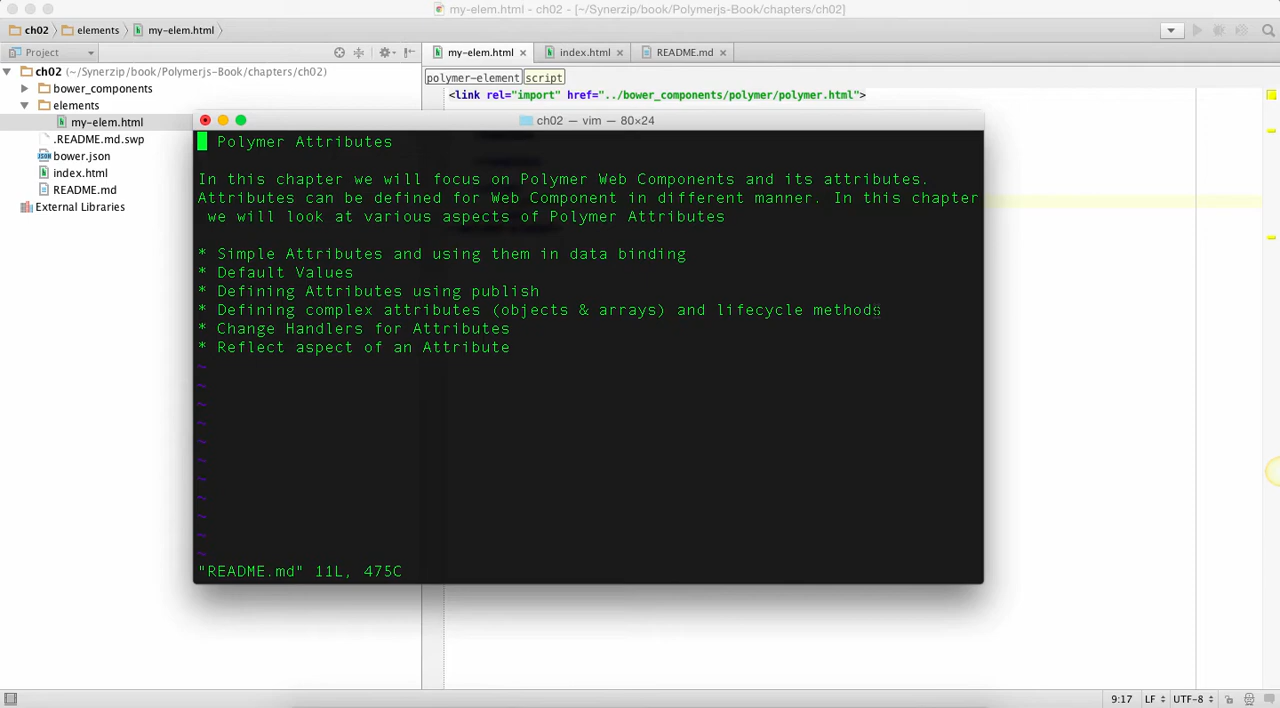 my-elem.html - ch02 - [~/Synerzip/book/Polymerjs-Book/chapters/ch02]
ch02 elements my-elem.html
Project
my-elem.html index.html README.md
ch02 (~/Synerzip/book/Polymerjs-Book/chapters/ch02)
polymer-element script
bower_components
<link rel="import" href="../bower_components/polymer/polymer.html">
elements
my-elem.html
ch02 — vim — 80×24
.README.md.swp
bower.json
index.html
README.md
External Libraries
Polymer Attributes
In this chapter we will focus on Polymer Web Components and its attributes.
Attributes can be defined for Web Component in different manner. In this chapter
we will look at various aspects of Polymer Attributes
* Simple Attributes and using them in data binding
* Default Values
* Defining Attributes using publish
* Defining complex attributes (objects & arrays) and lifecycle methods
* Change Handlers for Attributes
* Reflect aspect of an Attribute
~
~
~
~
~
~
~
~
~
~
~
"README.md" 11L, 475C
9:17 LF UTF-8